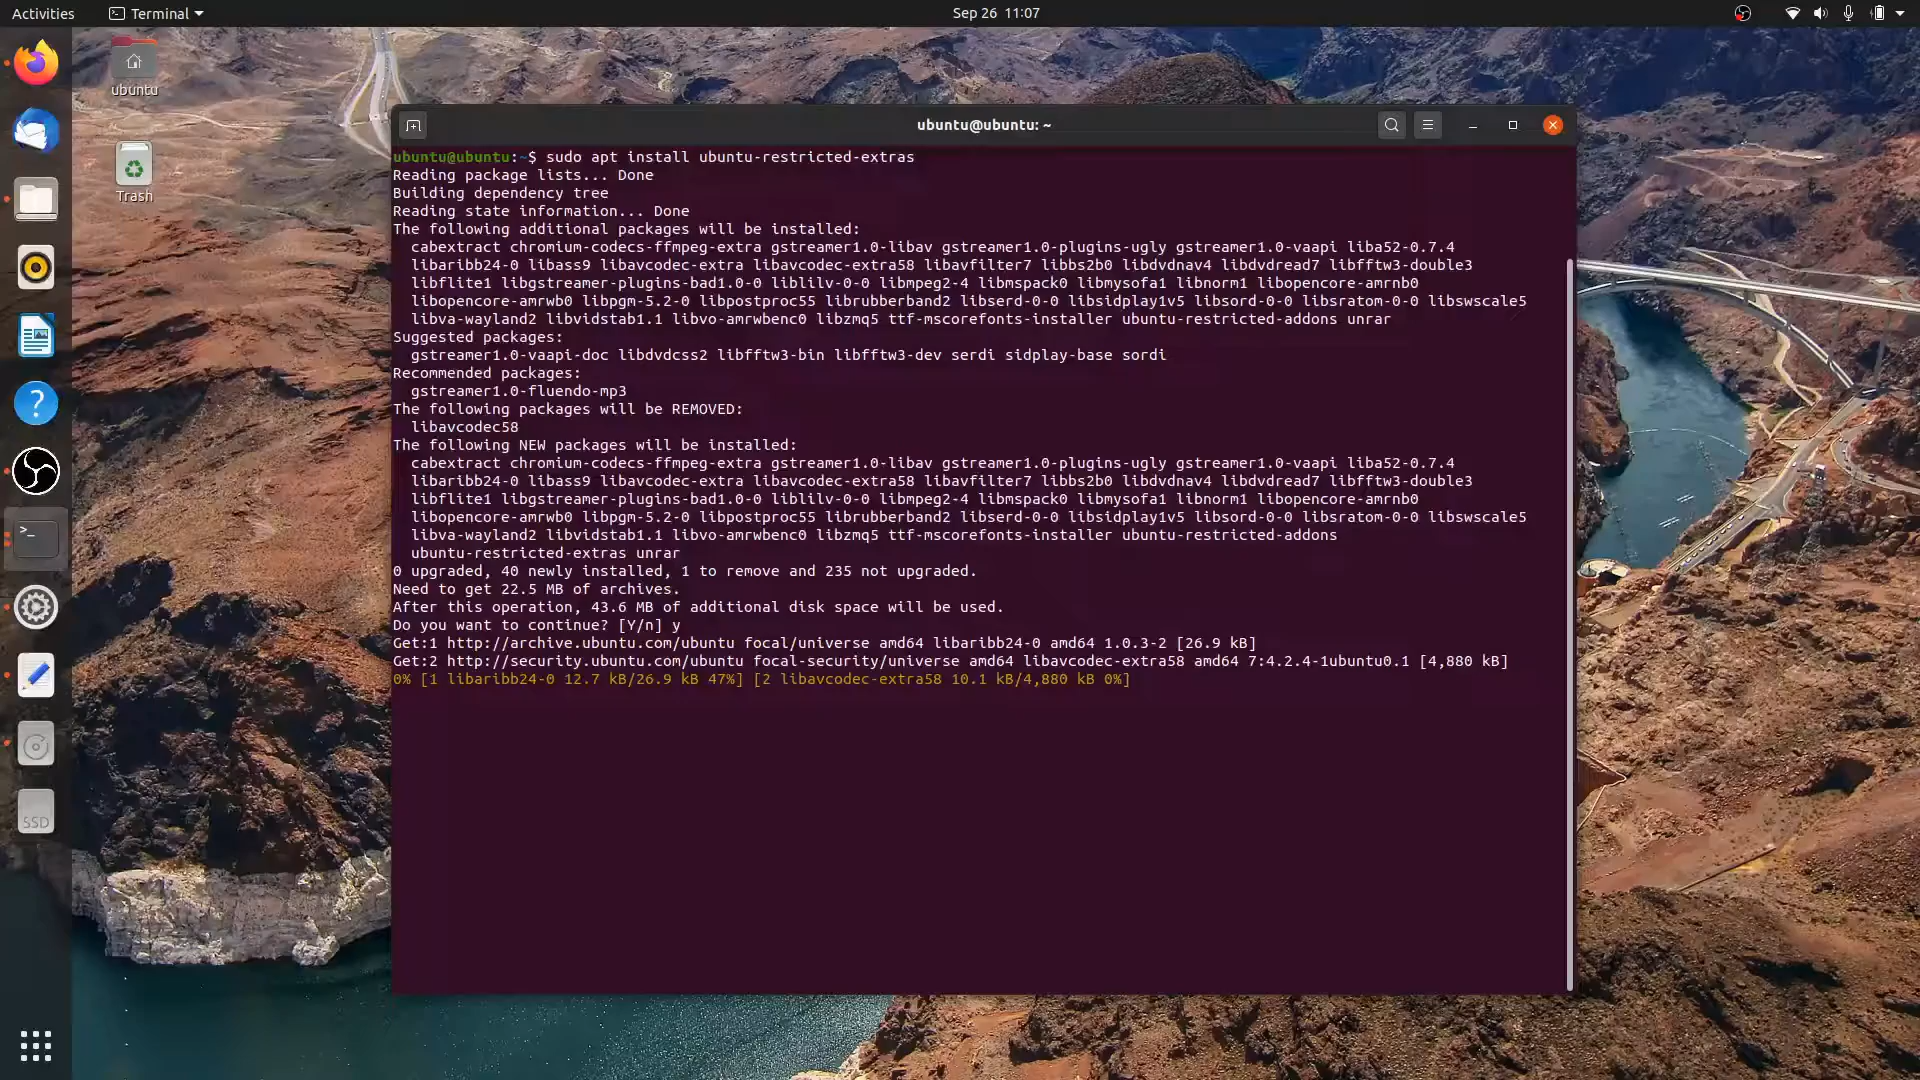 Activities
Terminal
Sep 26 11:07
ubuntu
Trash
ubuntu@ubuntu: ~
ubuntu@ubuntu:~$ sudo apt install ubuntu-restricted-extras
Reading package lists... Done
Building dependency tree
Reading state information... Done
The following additional packages will be installed:
cabextract chromium-codecs-ffmpeg-extra gstreamer1.0-libav gstreamer1.0-plugins-ugly gstreamer1.0-vaapi liba52-0.7.4
libaribb24-0 libass9 libavcodec-extra libavcodec-extra58 libavfilter7 libbs2b0 libdvdnav4 libdvdread7 libfftw3-double3
libflite1 libgstreamer-plugins-bad1.0-0 liblilv-0-0 libmpeg2-4 libmspack0 libmysofa1 libnorm1 libopencore-amrnb0
libopencore-amrwb0 libpgm-5.2-0 libpostproc55 librubberband2 libserd-0-0 libsidplay1v5 libsord-0-0 libsratom-0-0 libswscale5
libva-wayland2 libvidstab1.1 libvo-amrwbenc0 libzmq5 ttf-mscorefonts-installer ubuntu-restricted-addons unrar
Suggested packages:
gstreamer1.0-vaapi-doc libdvdcss2 libfftw3-bin libfftw3-dev serdi sidplay-base sordi
Recommended packages:
gstreamer1.0-fluendo-mp3
The following packages will be REMOVED:
libavcodec58
The following NEW packages will be installed:
cabextract chromium-codecs-ffmpeg-extra gstreamer1.0-libav gstreamer1.0-plugins-ugly gstreamer1.0-vaapi liba52-0.7.4
libaribb24-0 libass9 libavcodec-extra libavcodec-extra58 libavfilter7 libbs2b0 libdvdnav4 libdvdread7 libfftw3-double3
libflite1 libgstreamer-plugins-bad1.0-0 liblilv-0-0 libmpeg2-4 libmspack0 libmysofa1 libnorm1 libopencore-amrnb0
libopencore-amrwb0 libpgm-5.2-0 libpostproc55 librubberband2 libserd-0-0 libsidplay1v5 libsord-0-0 libsratom-0-0 libswscale5
libva-wayland2 libvidstab1.1 libvo-amrwbenc0 libzmq5 ttf-mscorefonts-installer ubuntu-restricted-addons
ubuntu-restricted-extras unrar
0 upgraded, 40 newly installed, 1 to remove and 235 not upgraded.
Need to get 22.5 MB of archives.
After this operation, 43.6 MB of additional disk space will be used.
Do you want to continue? [Y/n] y
Get:1 http://archive.ubuntu.com/ubuntu focal/universe amd64 libaribb24-0 amd64 1.0.3-2 [26.9 kB]
Get:2 http://security.ubuntu.com/ubuntu focal-security/universe amd64 libavcodec-extra58 amd64 7:4.2.4-1ubuntu0.1 [4,880 kB]
0% [1 libaribb24-0 12.7 kB/26.9 kB 47%] [2 libavcodec-extra58 10.1 kB/4,880 kB 0%]
SSD